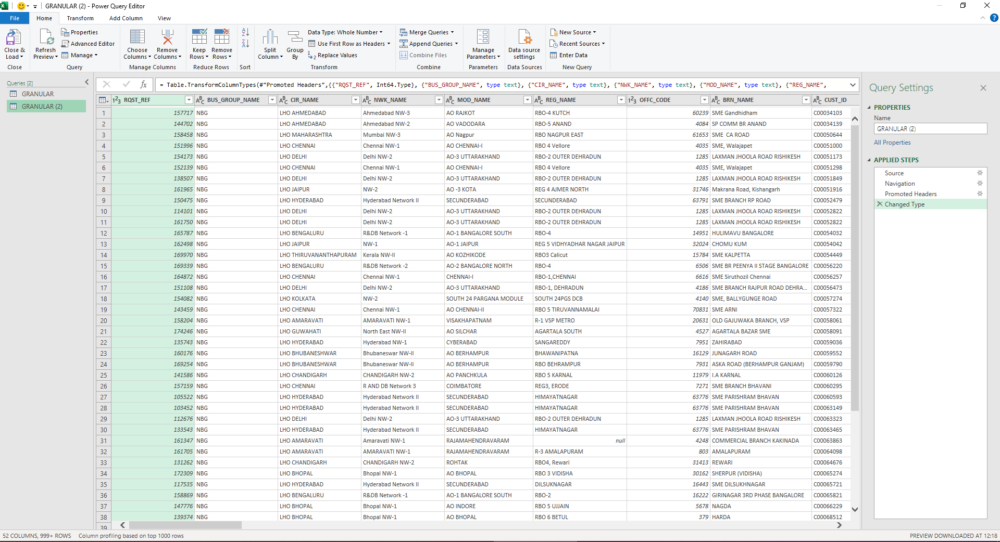 GRANULAR (2) - Power Query Editor
File Home Transform Add Column View
Close & Load
Close
Refresh Preview
Properties
Advanced Editor
Manage
Query
Choose Columns
Remove Columns
Manage Columns
Keep Rows
Remove Rows
Reduce Rows
Sort
Split Column
Group By
Data Type: Whole Number
Use First Row as Headers
Replace Values
Transform
Merge Queries
Append Queries
Combine Files
Combine
Manage Parameters
Parameters
Data source settings
Data Sources
New Source
Recent Sources
Enter Data
New Query
Queries [2]
GRANULAR
GRANULAR (2)
= Table.TransformColumnTypes(#"Promoted Headers",{{"RQST_REF", Int64.Type}, {"BUS_GROUP_NAME", type text}, {"CIR_NAME", type text}, {"NWK_NAME", type text}, {"MOD_NAME", type text}, {"REG_NAME",
RQST_REF BUS_GROUP_NAME CIR_NAME NWK_NAME MOD_NAME REG_NAME OFFC_CODE BRN_NAME CUST_ID
1 157717 NBG LHO AHMEDABAD Ahmedabad NW-3 AO RAJKOT RBO-4 KUTCH 60239 SME Gandhidham C00034103
2 144702 NBG LHO AHMEDABAD Ahmedabad NW-2 AO VADODARA RBO-5 ANAND 4084 SP COMM BR ANAND C00034139
3 158458 NBG LHO MAHARASHTRA Mumbai NW-3 AO Nagpur RBO NAGPUR EAST 61653 SME CA ROAD C00050644
4 151996 NBG LHO CHENNAI Chennai NW-1 AO CHENNAI-I RBO 4 Vellore 4035 SME, Walajapet C00051000
5 154173 NBG LHO DELHI Delhi NW-2 AO-3 UTTARAKHAND RBO-2 OUTER DEHRADUN 1285 LAXMAN JHOOLA ROAD RISHIKESH C00051173
6 152139 NBG LHO CHENNAI Chennai NW-1 AO CHENNAI-I RBO 4 Vellore 4035 SME, Walajapet C00051298
7 138507 NBG LHO DELHI Delhi NW-2 AO-3 UTTARAKHAND RBO-2 OUTER DEHRADUN 1285 LAXMAN JHOOLA ROAD RISHIKESH C00051849
8 161965 NBG LHO JAIPUR NW-2 AO -3 KOTA REG 4 AJMER NORTH 31746 Makrana Road, Kishangarh C00051916
9 150475 NBG LHO HYDERABAD Hyderabad Network II SECUNDERABAD SECUNDERABAD 63791 SME BRANCH RP ROAD C00052479
10 114101 NBG LHO DELHI Delhi NW-2 AO-3 UTTARAKHAND RBO-2 OUTER DEHRADUN 1285 LAXMAN JHOOLA ROAD RISHIKESH C00052822
11 161750 NBG LHO DELHI Delhi NW-2 AO-3 UTTARAKHAND RBO-2 OUTER DEHRADUN 1285 LAXMAN JHOOLA ROAD RISHIKESH C00052822
12 165787 NBG LHO BENGALURU R&DB Network -1 AO-1 BANGALORE SOUTH RBO-4 14951 HULIMAVU BANGALORE C00054032
13 162498 NBG LHO JAIPUR NW-1 AO-1 JAIPUR REG 5 VIDHYADHAR NAGAR JAIPUR 32024 CHOMU KUM C00054042
14 169970 NBG LHO THIRUVANANTHAPURAM Kerala NW-II AO KOZHIKODE RBO3 Calicut 15784 SME KALPETTA C00054449
15 169339 NBG LHO BENGALURU R&DB Network -2 AO-2 BANGALORE NORTH RBO-4 6506 SME BR PEENYA II STAGE BANGALORE C00056220
16 164872 NBG LHO CHENNAI Chennai NW-1 CHENNAI-I RBO-1,CHENNAI 6616 SME Siruthozil Chennai C00056257
17 151108 NBG LHO DELHI Delhi NW-2 AO-3 UTTARAKHAND RBO-1, DEHRADUN 4186 SME BRANCH RAJPUR ROAD DEHRA... C00056473
18 154082 NBG LHO KOLKATA NW-2 SOUTH 24 PARGANA MODULE SOUTH 24PGS DCB 4140 SME, BALLYGUNGE ROAD C00057274
19 143459 NBG LHO CHENNAI Chennai NW-1 AO CHENNAI-II RBO 5 TIRUVANNAMALAI 70831 SME ARNI C00057322
20 158204 NBG LHO AMARAVATI AMARAVATI NW-1 VISAKHAPATNAM R-1 VSP METRO 20631 OLD GAJUWAKA BRANCH, VSP C00058061
21 174246 NBG LHO GUWAHATI North East NW-II AO SILCHAR AGARTALA SOUTH 4527 AGARTALA BAZAR SME C00058091
22 135743 NBG LHO HYDERABAD Hyderabad NW-1 CYBERABAD SANGAREDDY 7951 ZAHIRABAD C00059036
23 160176 NBG LHO BHUBANESHWAR Bhubaneswar NW-II AO BERHAMPUR BHAWANIPATNA 16129 JUNAGARH ROAD C00059552
24 169254 NBG LHO BHUBANESHWAR Bhubaneswar NW-II AO BERHAMPUR RBO BEHRAMPUR 7931 ASKA ROAD (BERHAMPUR GANJAM) C00059790
25 141586 NBG LHO CHANDIGARH CHANDIGARH NW-2 AO PANCHKULA RBO 5 KARNAL 11979 I.A KARNAL C00060126
26 157159 NBG LHO CHENNAI R AND DB Network 3 COIMBATORE REG3, ERODE 7271 SME BRANCH BHAVANI C00060295
27 105522 NBG LHO HYDERABAD Hyderabad Network II SECUNDERABAD HIMAYATNAGAR 63776 SME PARISHRAM BHAVAN C00060593
28 103452 NBG LHO HYDERABAD Hyderabad Network II SECUNDERABAD HIMAYATNAGAR 63776 SME PARISHRAM BHAVAN C00063149
29 112676 NBG LHO DELHI Delhi NW-2 AO-3 UTTARAKHAND RBO-2 OUTER DEHRADUN 1285 LAXMAN JHOOLA ROAD RISHIKESH C00063323
30 133543 NBG LHO HYDERABAD Hyderabad Network II SECUNDERABAD HIMAYATNAGAR 63776 SME PARISHRAM BHAVAN C00063465
31 161347 NBG LHO AMARAVATI Amaravati NW-1 RAJAMAHENDRAVARAM null 4248 COMMERCIAL BRANCH KAKINADA C00063863
32 161705 NBG LHO AMARAVATI AMARAVATI NW-1 RAJAMAHENDRAVARAM R-3 AMALAPURAM 803 AMALAPURAM C00064098
33 131262 NBG LHO CHANDIGARH CHANDIGARH NW-2 ROHTAK RBO4, Rewari 31413 REWARI C00064676
34 172309 NBG LHO BHOPAL Bhopal NW-1 AO BHOPAL RBO 3 VIDISHA 30162 SHERPUR (VIDISHA) C00065274
35 117535 NBG LHO HYDERABAD Hyderabad Network II SECUNDERABAD DILSUKNAGAR 16443 SME DILSUKHNAGAR C00065721
36 158869 NBG LHO BENGALURU R&DB Network -1 AO-1 BANGALORE SOUTH RBO-2 16222 GIRINAGAR 3RD PHASE BANGALORE C00065821
37 147776 NBG LHO BHOPAL Bhopal NW-1 AO INDORE RBO 5 UJJAIN 5678 NAGDA C00066229
38 139374 NBG LHO BHOPAL Bhopal NW-1 AO BHOPAL RBO 6 BETUL 379 HARDA C00068512
39
Query Settings
PROPERTIES
Name
GRANULAR (2)
All Properties
APPLIED STEPS
Source
Navigation
Promoted Headers
Changed Type
52 COLUMNS, 999+ ROWS Column profiling based on top 1000 rows PREVIEW DOWNLOADED AT 12:18